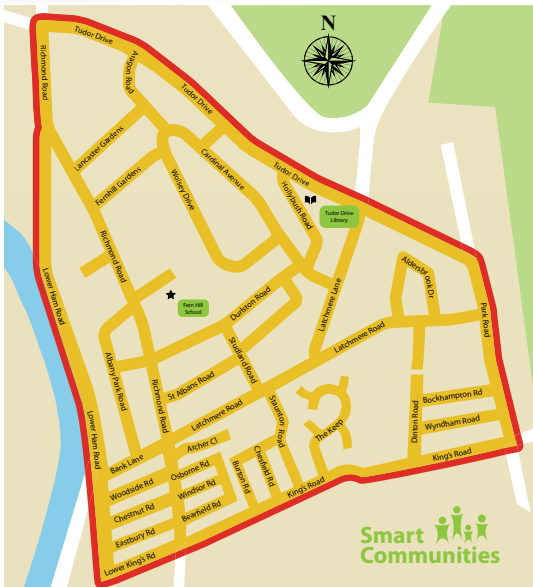 N
Tudor Drive
Richmond Road
Aragon Road
Tudor Drive
Lancaster Gardens
Fernhill Gardens
Wolsey Drive
Cardinal Avenue
Tudor Drive
Hollybush Road
Tudor Drive
Library
Richmond Road
Lower Ham Road
Fern Hill
School
Durlston Road
Latchmere Lane
Aldersbrook Dr
Park Road
Albany Park Road
Richmond Road
St Albans Road
Studland Road
Latchmere Road
Latchmere Road
Staunton Road
The Keep
Dinton Road
Bockhampton Rd
Wyndham Road
King's Road
Lower Ham Road
Bank Lane
Archer Cl
Woodside Rd
Osborne Rd
Chestnut Rd
Windsor Rd
Eastbury Rd
Bearfield Rd
Burton Rd
Chesfield Rd
King's Road
Lower King's Rd
Smart
Communities